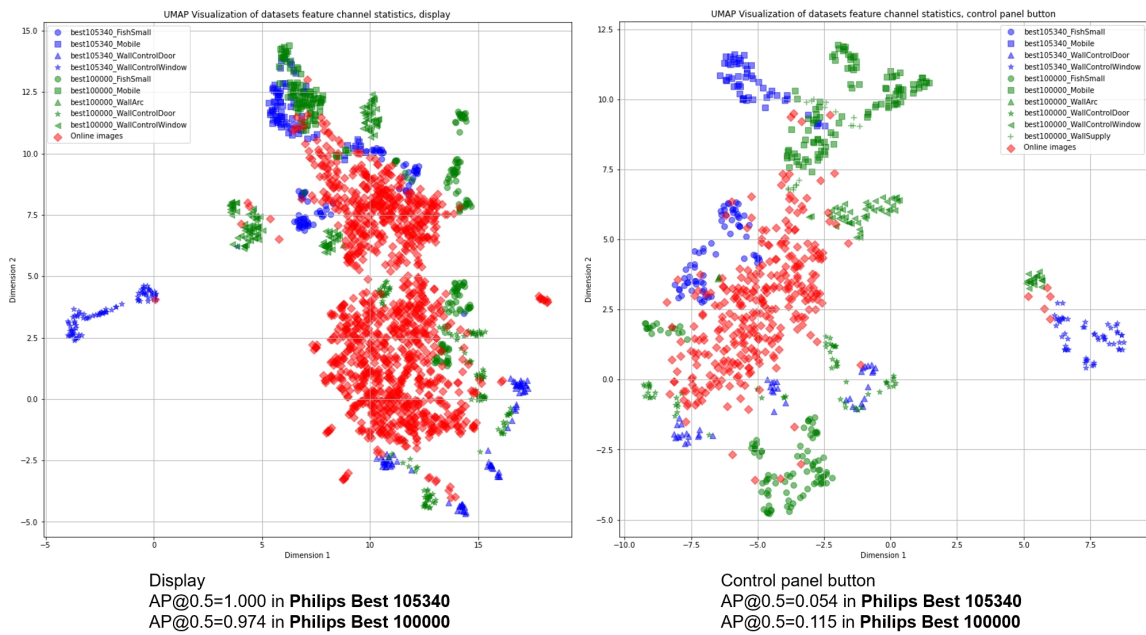 UMAP Visualization of datasets feature channel statistics, display
best105340_FishSmall
best105340_Mobile
best105340_WallControlDoor
best105340_WallControlWindow
best100000_FishSmall
best100000_Mobile
best100000_WallArc
best100000_WallControlDoor
best100000_WallControlWindow
Online images
15.0
12.5
10.0
7.5
5.0
2.5
0.0
−2.5
−5.0
Dimension 2
−5
0
5
10
15
Dimension 1
UMAP Visualization of datasets feature channel statistics, control panel button
best105340_FishSmall
best105340_Mobile
best105340_WallControlDoor
best105340_WallControlWindow
best100000_FishSmall
best100000_Mobile
best100000_WallArc
best100000_WallControlDoor
best100000_WallControlWindow
best100000_WallSupply
Online images
12.5
10.0
7.5
5.0
2.5
0.0
−2.5
−5.0
Dimension 2
−10.0
−7.5
−5.0
−2.5
0.0
2.5
5.0
7.5
Dimension 1
Display
AP@0.5=1.000 in Philips Best 105340
AP@0.5=0.974 in Philips Best 100000
Control panel button
AP@0.5=0.054 in Philips Best 105340
AP@0.5=0.115 in Philips Best 100000